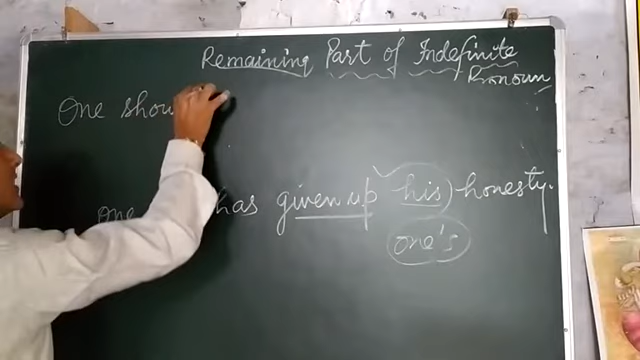 Remaining Part of Indefinite
Pronoun
One shou
one has given up his honesty.
one's